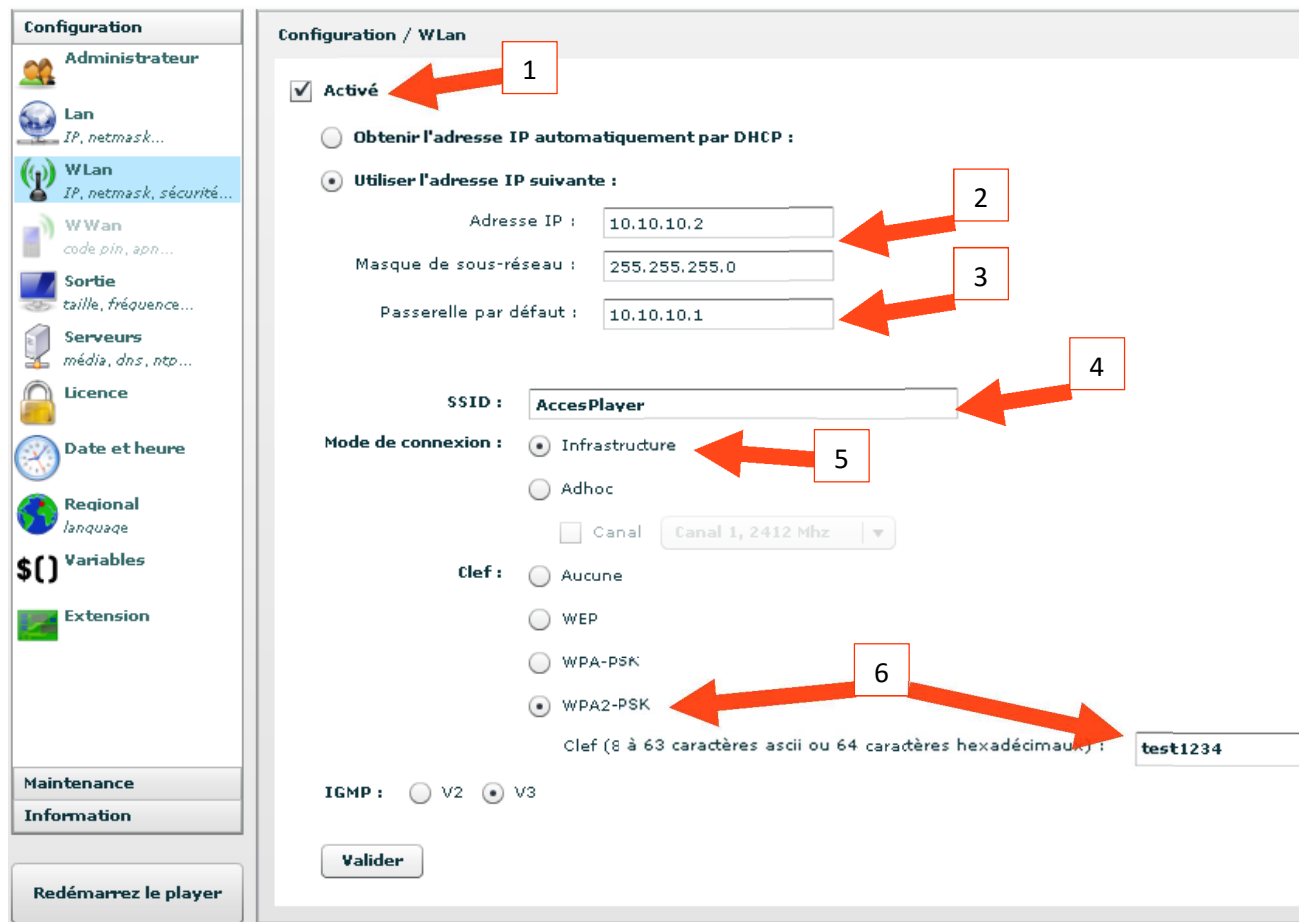 Configuration
Administrateur
Lan
IP, netmask...
WLan
IP, netmask, sécurité...
WWan
code pin, apn...
Sortie
taille, fréquence...
Serveurs
média, dns, ntp...
Licence
Date et heure
Regional
language
$() Variables
Extension
Maintenance
Information
Redémarrez le player
Configuration / WLan
1
Activé
Obtenir l'adresse IP automatiquement par DHCP :
Utiliser l'adresse IP suivante :
2
Adresse IP : 10.10.10.2
Masque de sous-réseau : 255.255.255.0
3
Passerelle par défaut : 10.10.10.1
4
SSID : AccesPlayer
Mode de connexion : Infrastructure
5
Adhoc
Canal Canal 1, 2412 Mhz
Clef : Aucune
WEP
WPA-PSK
6
WPA2-PSK
Clef (8 à 63 caractères ascii ou 64 caractères hexadécimaux) : test1234
IGMP : V2 V3
Valider